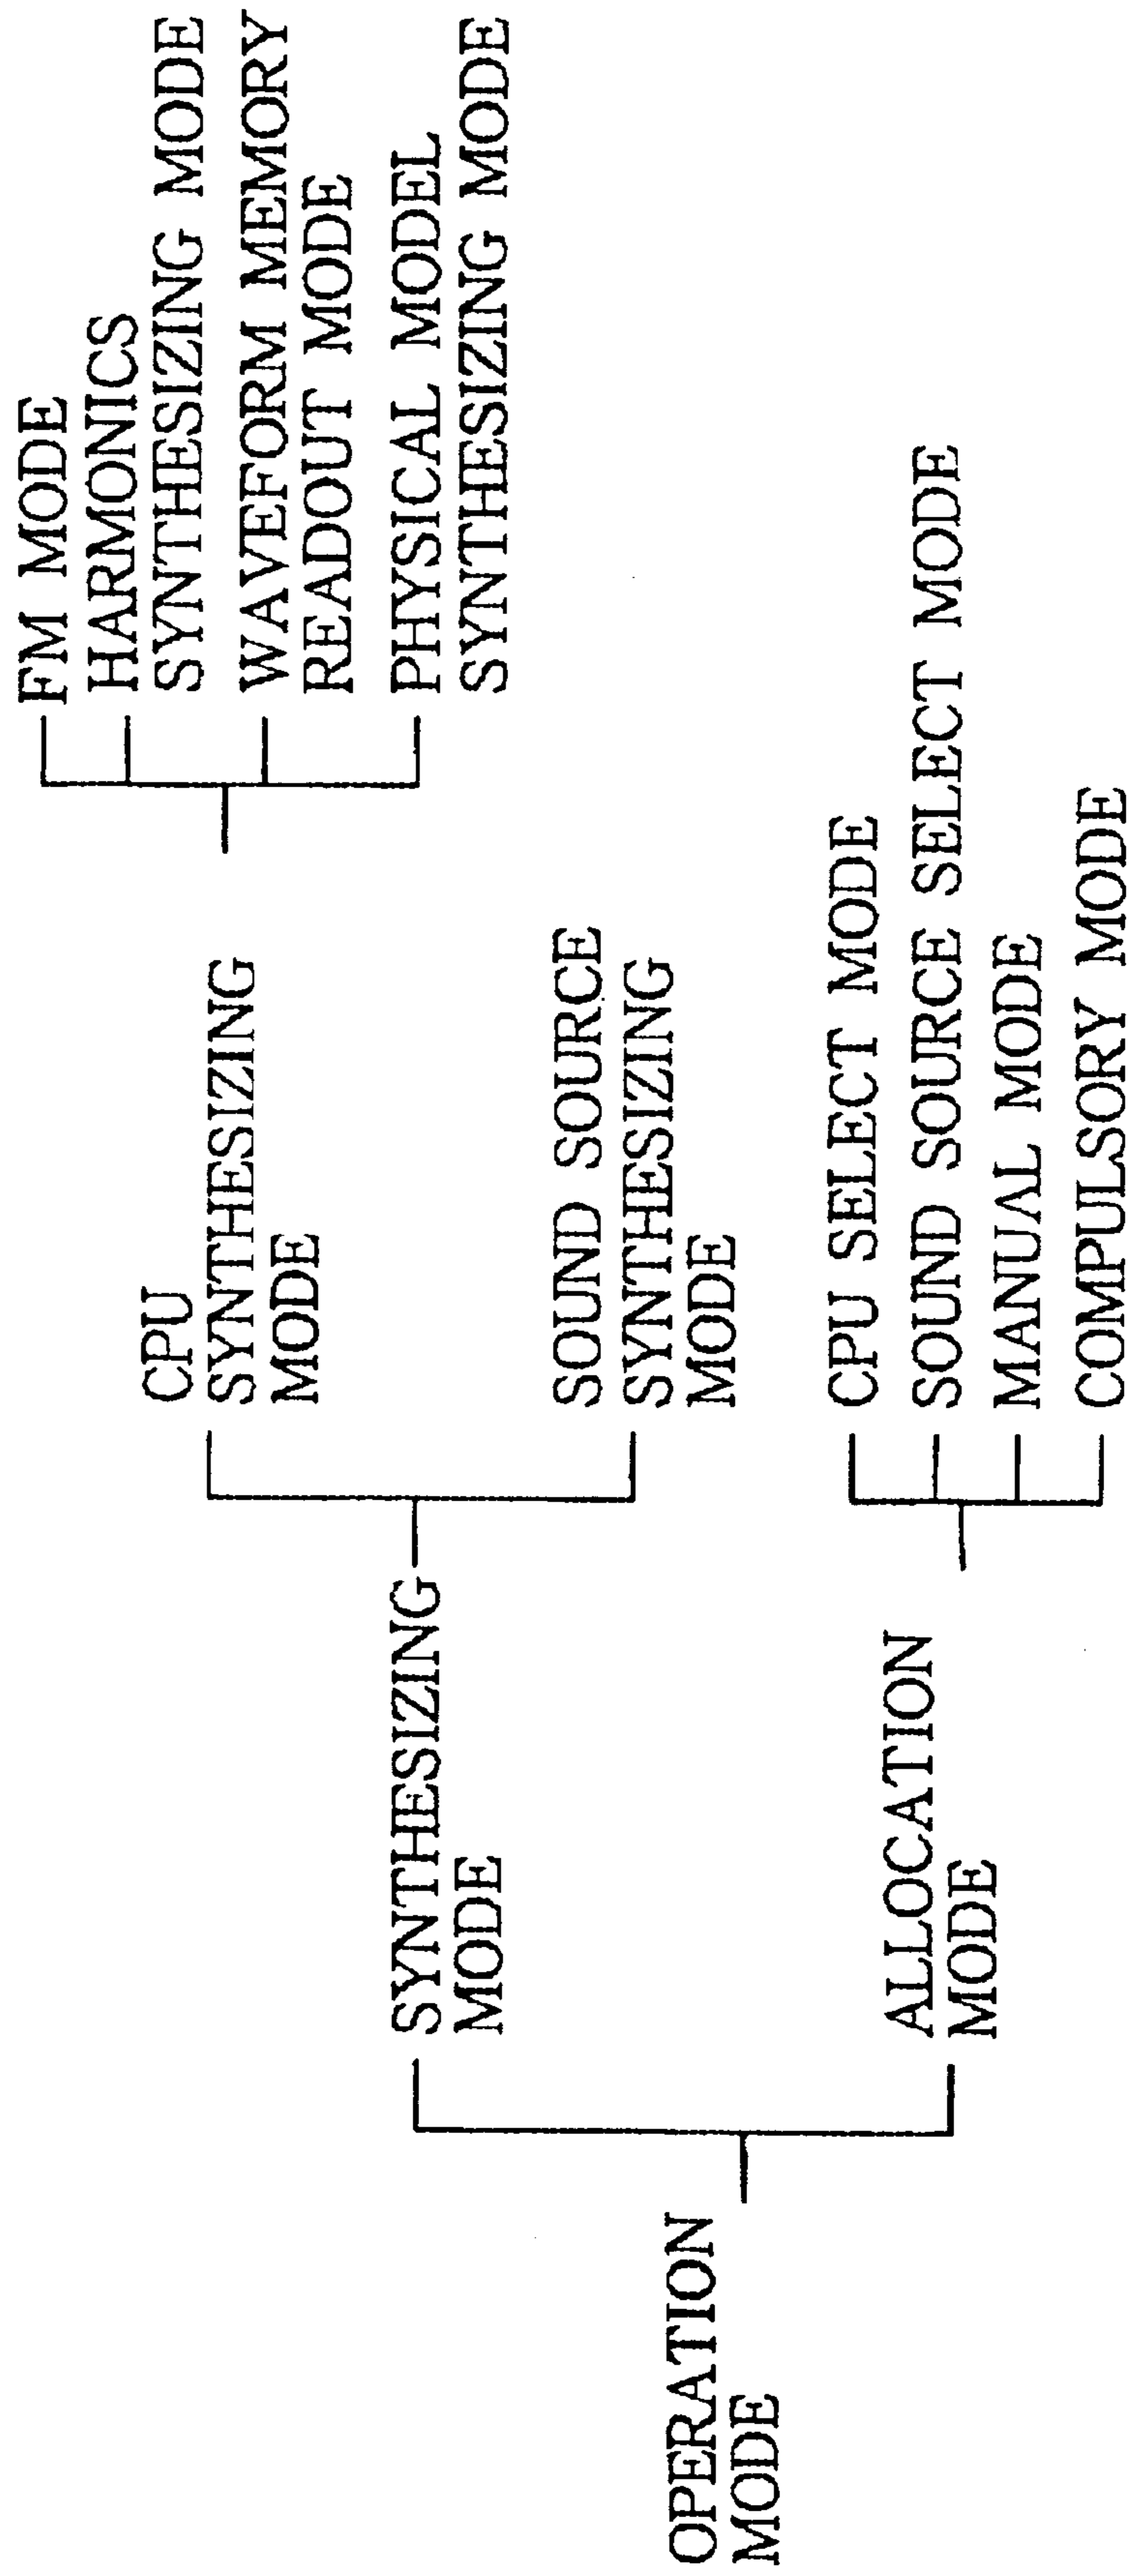 OPERATION
MODE
SYNTHESIZING
MODE
CPU
SYNTHESIZING
MODE
FM MODE
HARMONICS
SYNTHESIZING MODE
WAVEFORM MEMORY
READOUT MODE
PHYSICAL MODEL
SYNTHESIZING MODE
SOUND SOURCE
SYNTHESIZING
MODE
ALLOCATION
MODE
CPU SELECT MODE
SOUND SOURCE SELECT MODE
MANUAL MODE
COMPULSORY MODE